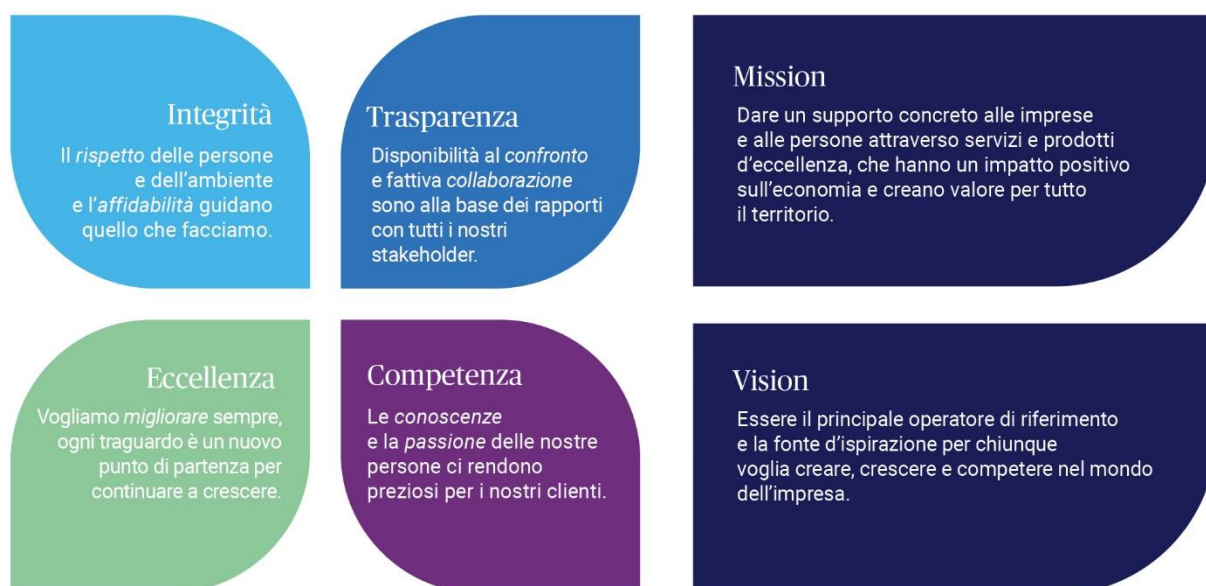 Integrità
Il rispetto delle persone
e dell'ambiente
e l'affidabilità guidano
quello che facciamo.
Trasparenza
Disponibilità al confronto
e fattiva collaborazione
sono alla base dei rapporti
con tutti i nostri
stakeholder.
Mission
Dare un supporto concreto alle imprese
e alle persone attraverso servizi e prodotti
d'eccellenza, che hanno un impatto positivo
sull'economia e creano valore per tutto
il territorio.
Eccellenza
Vogliamo migliorare sempre,
ogni traguardo è un nuovo
punto di partenza per
continuare a crescere.
Competenza
Le conoscenze
e la passione delle nostre
persone ci rendono
preziosi per i nostri clienti.
Vision
Essere il principale operatore di riferimento
e la fonte d'ispirazione per chiunque
voglia creare, crescere e competere nel mondo
dell'impresa.